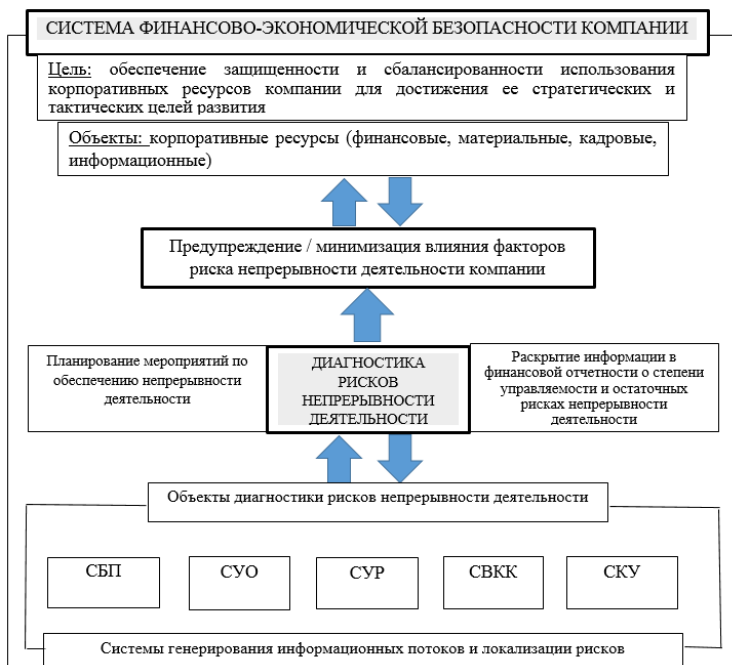 СИСТЕМА ФИНАНСОВО-ЭКОНОМИЧЕСКОЙ БЕЗОПАСНОСТИ КОМПАНИИ
Цель: обеспечение защищенности и сбалансированности использования
корпоративных ресурсов компании для достижения ее стратегических и
тактических целей развития
Объекты: корпоративные ресурсы (финансовые, материальные, кадровые,
информационные)
Предупреждение / минимизация влияния факторов
риска непрерывности деятельности компании
Планирование мероприятий по
обеспечению непрерывности
деятельности
ДИАГНОСТИКА
РИСКОВ
НЕПРЕРЫВНОСТИ
ДЕЯТЕЛЬНОСТИ
Раскрытие информации в
финансовой отчетности о степени
управляемости и остаточных
рисках непрерывности
деятельности
Объекты диагностики рисков непрерывности деятельности
СБП
СУО
СУР
СВКК
СКУ
Системы генерирования информационных потоков и локализации рисков